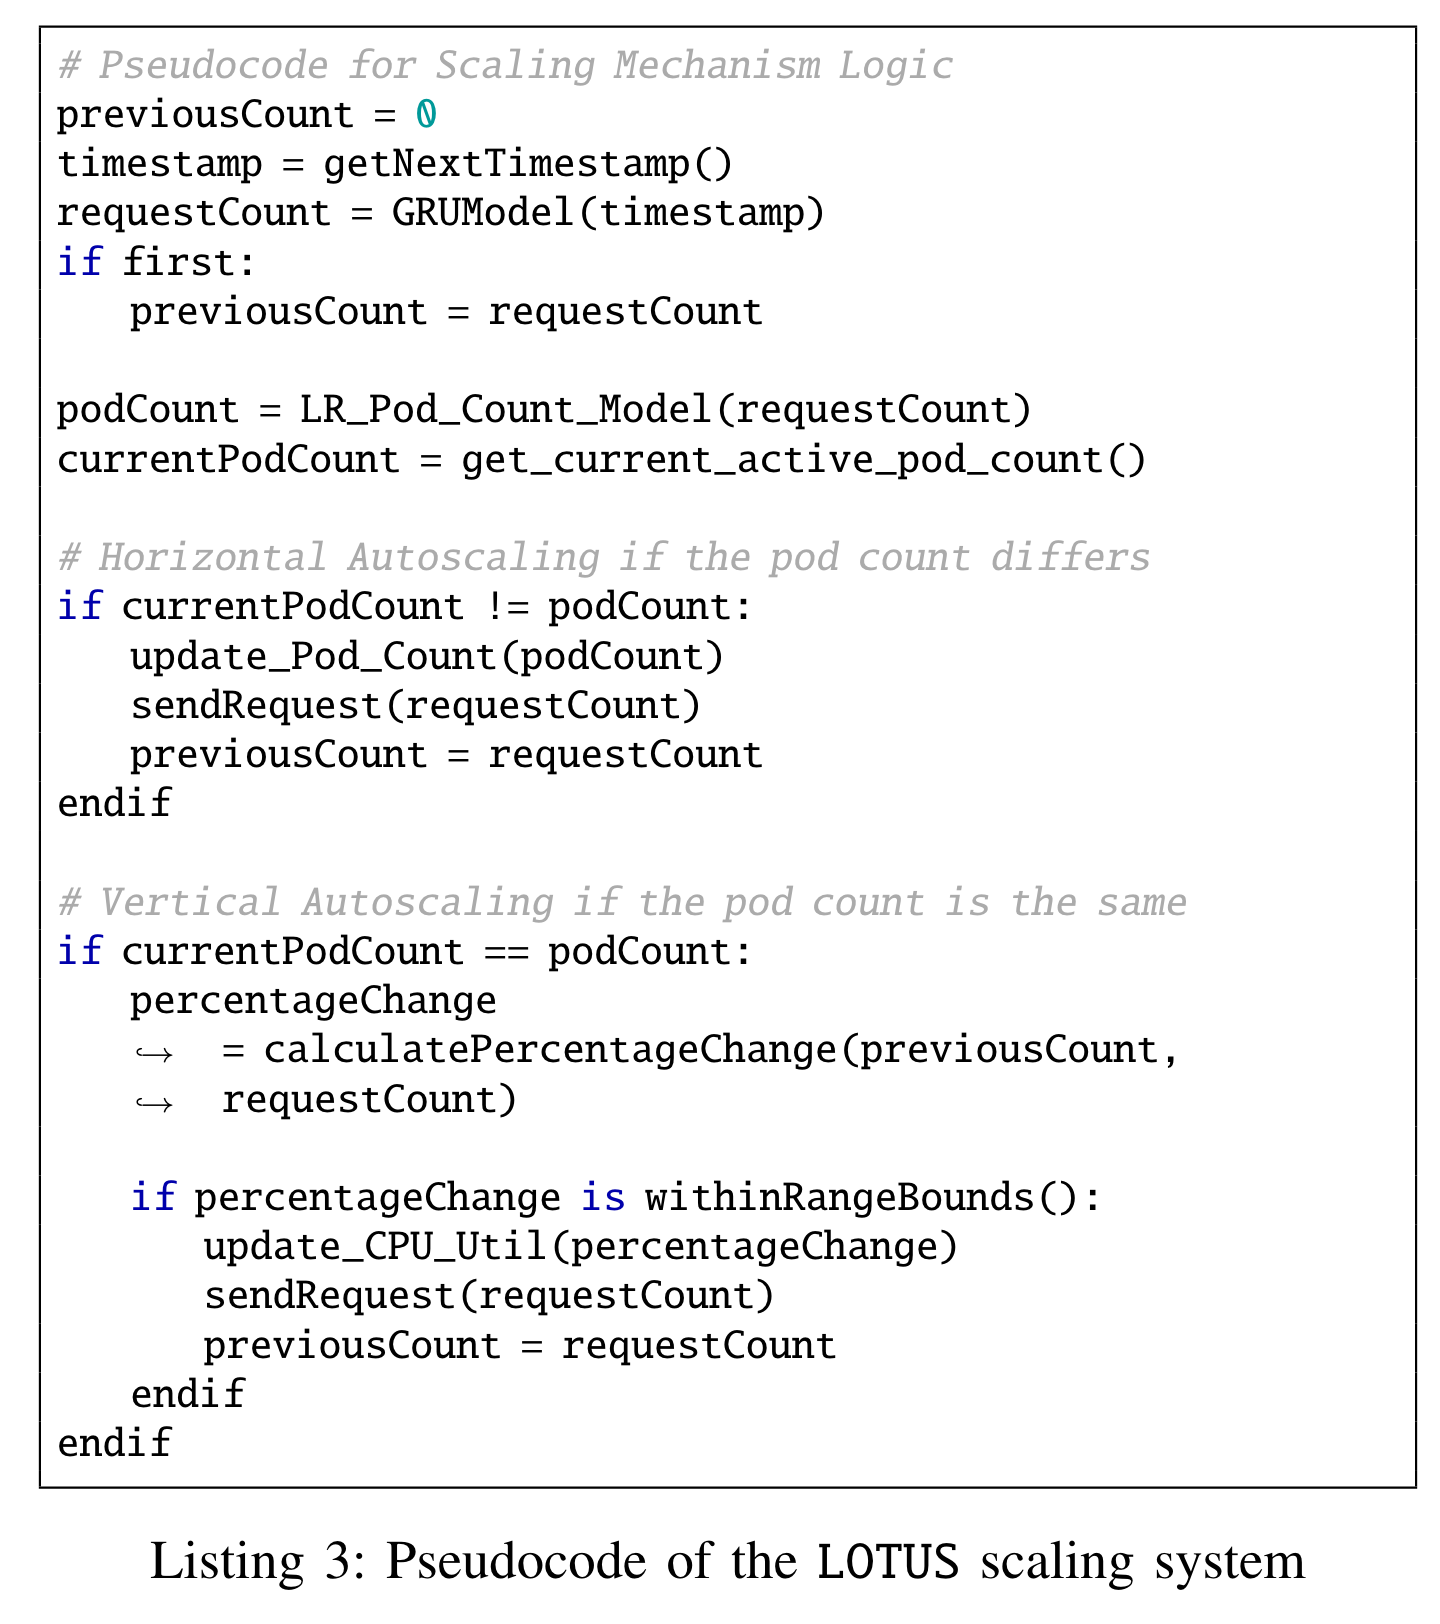 # Pseudocode for Scaling Mechanism Logic
previousCount = 0
timestamp = getNextTimestamp()
requestCount = GRUModel(timestamp)
if first:
    previousCount = requestCount

podCount = LR_Pod_Count_Model(requestCount)
currentPodCount = get_current_active_pod_count()

# Horizontal Autoscaling if the pod count differs
if currentPodCount != podCount:
    update_Pod_Count(podCount)
    sendRequest(requestCount)
    previousCount = requestCount
endif

# Vertical Autoscaling if the pod count is the same
if currentPodCount == podCount:
    percentageChange
    ↪ = calculatePercentageChange(previousCount,
    ↪ requestCount)

    if percentageChange is withinRangeBounds():
        update_CPU_Util(percentageChange)
        sendRequest(requestCount)
        previousCount = requestCount
    endif
endif
Listing 3: Pseudocode of the LOTUS scaling system